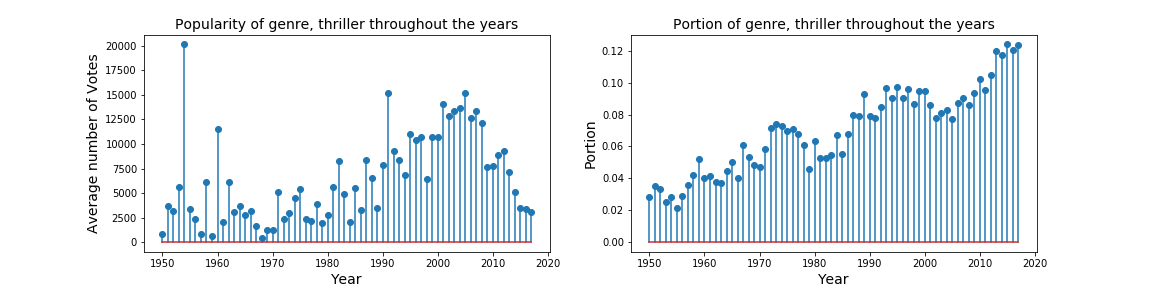 Popularity of genre, thriller throughout the years
Average number of Votes
20000
17500
15000
12500
10000
7500
5000
2500
0
1950 1960 1970 1980 1990 2000 2010 2020
Year
Portion of genre, thriller throughout the years
Portion
0.12
0.10
0.08
0.06
0.04
0.02
0.00
1950 1960 1970 1980 1990 2000 2010 2020
Year